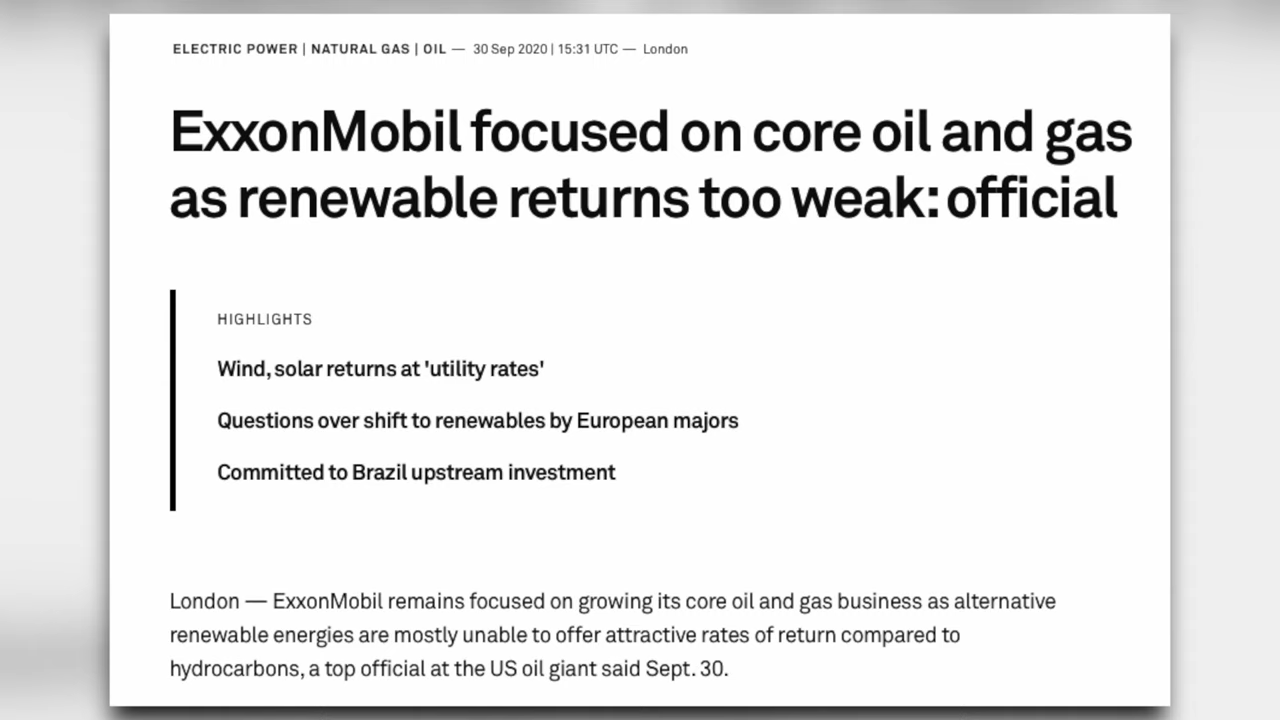 ELECTRIC POWER | NATURAL GAS | OIL — 30 Sep 2020 | 15:31 UTC — London
ExxonMobil focused on core oil and gas
as renewable returns too weak: official
HIGHLIGHTS
Wind, solar returns at 'utility rates'
Questions over shift to renewables by European majors
Committed to Brazil upstream investment
London — ExxonMobil remains focused on growing its core oil and gas business as alternative
renewable energies are mostly unable to offer attractive rates of return compared to
hydrocarbons, a top official at the US oil giant said Sept. 30.